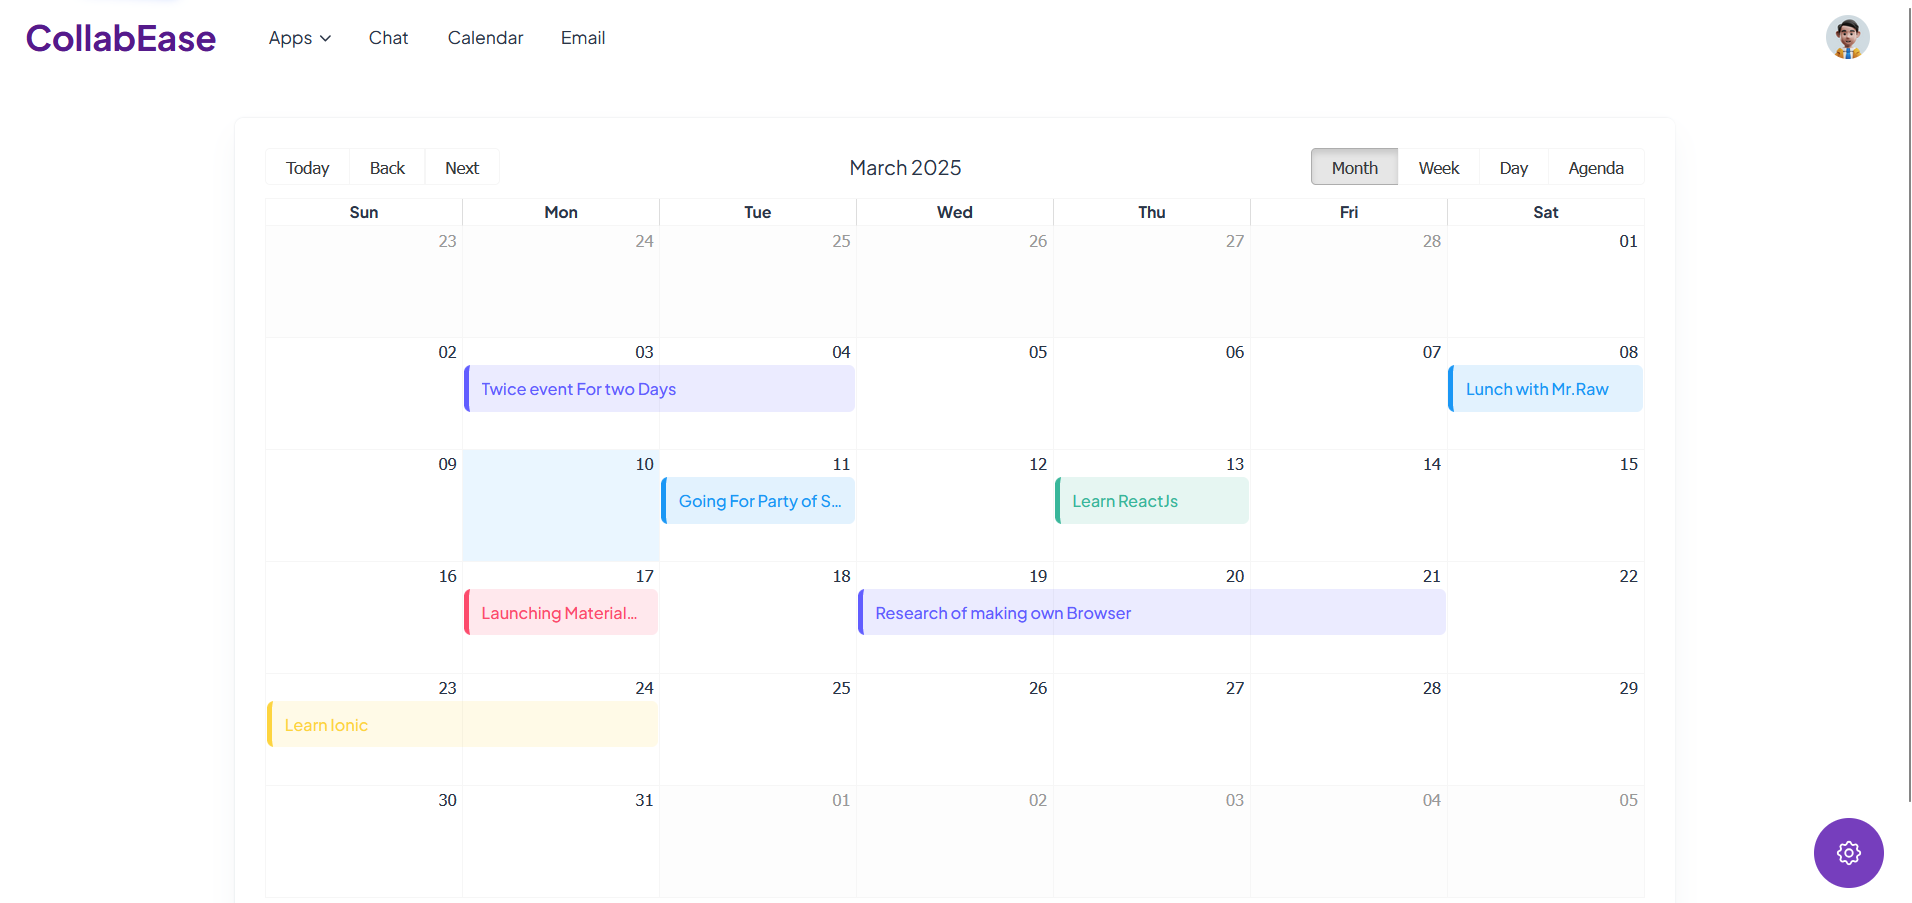 CollabEase Apps Chat Calendar Email
Today Back Next March 2025 Month Week Day Agenda
Sun Mon Tue Wed Thu Fri Sat
23 24 25 26 27 28 01
02 03 04 05 06 07 08
Twice event For two Days Lunch with Mr.Raw
09 10 11 12 13 14 15
Going For Party of S... Learn ReactJs
16 17 18 19 20 21 22
Launching Material... Research of making own Browser
23 24 25 26 27 28 29
Learn Ionic
30 31 01 02 03 04 05